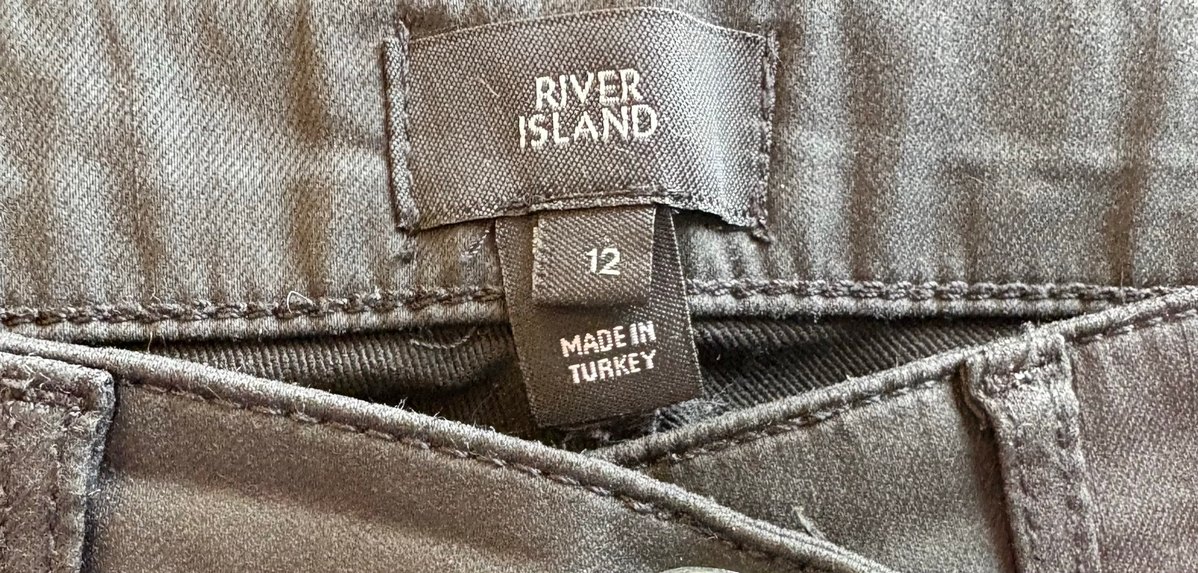 RIVER
ISLAND
12
MADE IN
TURKEY